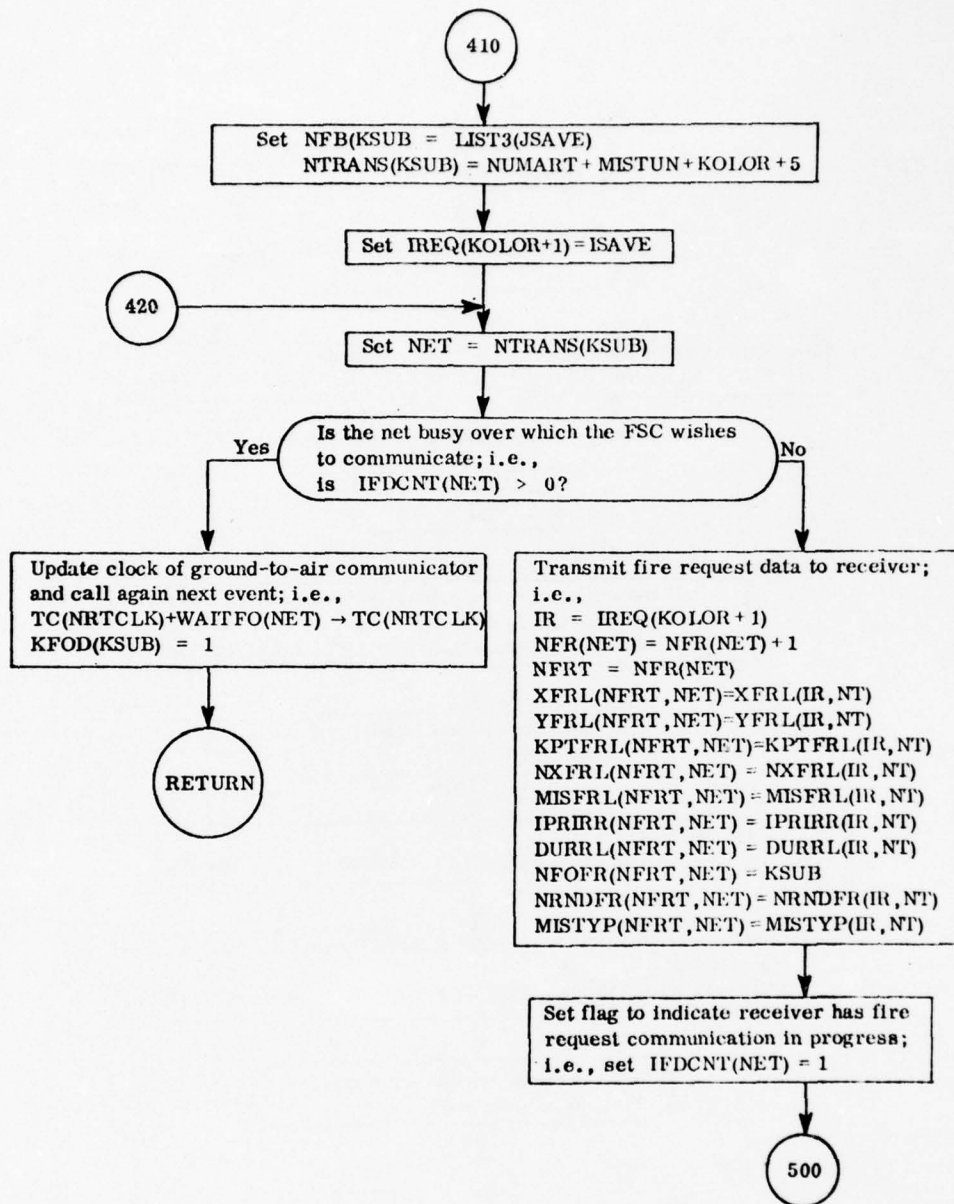 410
Set NFB(KSUB = LIST3(JSAVE)
NTRANS(KSUB) = NUMART + MISTUN + KOLOR + 5
Set IREQ(KOLOR+1) = ISAVE
420
Set NET = NTRANS(KSUB)
Is the net busy over which the FSC wishes
to communicate; i.e.,
is IFDCNT(NET) > 0?
Yes
No
Update clock of ground-to-air communicator
and call again next event; i.e.,
TC(NRTCLK)+WAITFO(NET) → TC(NRTCLK)
KFOD(KSUB) = 1
RETURN
Transmit fire request data to receiver;
i.e.,
IR = IREQ(KOLOR + 1)
NFR(NET) = NFR(NET) + 1
NFRT = NFR(NET)
XFRL(NFRT,NET)=XFRL(IR,NT)
YFRL(NFRT,NET)=YFRL(IR,NT)
KPTFRL(NFRT,NET)=KPTFRL(IR,NT)
NXFRL(NFRT,NET) = NXFRL(IR,NT)
MISFRL(NFRT,NET) = MISFRL(IR,NT)
IPRIRR(NFRT,NET) = IPRIRR(IR,NT)
DURRL(NFRT,NET) = DURRL(IR,NT)
NFOFR(NFRT,NET) = KSUB
NRNDFR(NFRT,NET) = NRNDFR(IR,NT)
MISTYP(NFRT,NET) = MISTYP(IR,NT)
Set flag to indicate receiver has fire
request communication in progress;
i.e., set IFDCNT(NET) = 1
500